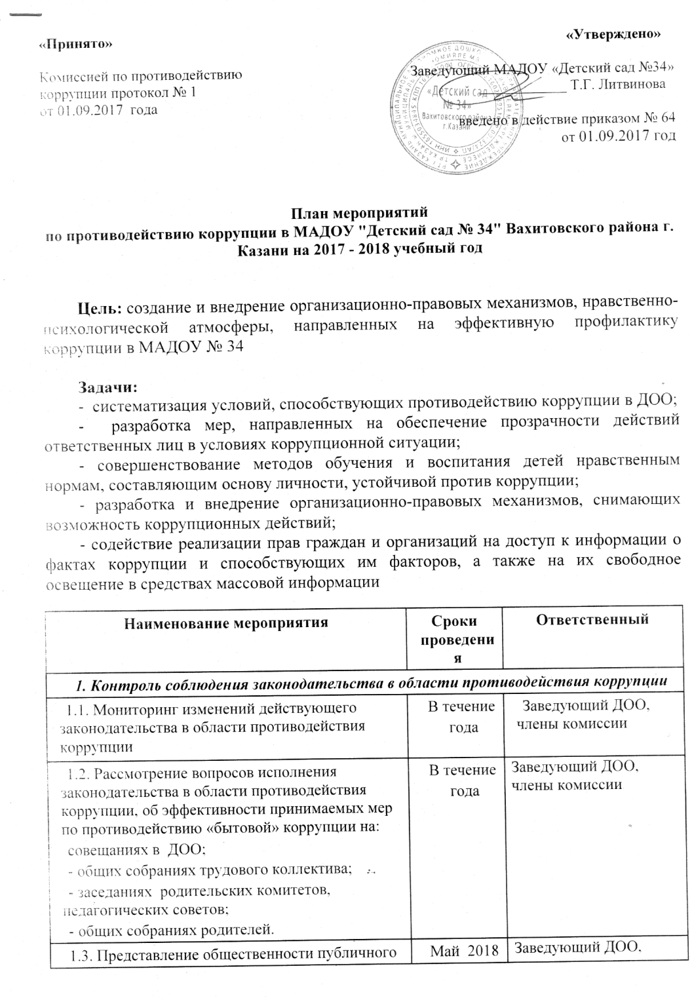 «Принято»
«Утверждено»
Комиссией по противодействию
коррупции протокол № 1
от 01.09.2017 года
Заведующий МАДОУ «Детский сад №34»
Т.Г. Литвинова
введено в действие приказом № 64
от 01.09.2017 год
«Детский сад
№ 34»
Вахитовского района
г.Казани
План мероприятий
по противодействию коррупции в МАДОУ "Детский сад № 34" Вахитовского района г.
Казани на 2017 - 2018 учебный год
Цель: создание и внедрение организационно-правовых механизмов, нравственно-
психологической атмосферы, направленных на эффективную профилактику
коррупции в МАДОУ № 34
Задачи:
- систематизация условий, способствующих противодействию коррупции в ДОО;
- разработка мер, направленных на обеспечение прозрачности действий
ответственных лиц в условиях коррупционной ситуации;
- совершенствование методов обучения и воспитания детей нравственным
нормам, составляющим основу личности, устойчивой против коррупции;
- разработка и внедрение организационно-правовых механизмов, снимающих
возможность коррупционных действий;
- содействие реализации прав граждан и организаций на доступ к информации о
фактах коррупции и способствующих им факторов, а также на их свободное
освещение в средствах массовой информации
Наименование мероприятия
Сроки
проведени
я
Ответственный
1. Контроль соблюдения законодательства в области противодействия коррупции
1.1. Мониторинг изменений действующего
законодательства в области противодействия
коррупции
В течение
года
Заведующий ДОО,
члены комиссии
1.2. Рассмотрение вопросов исполнения
законодательства в области противодействия
коррупции, об эффективности принимаемых мер
по противодействию «бытовой» коррупции на:
совещаниях в ДОО;
- общих собраниях трудового коллектива;
- заседаниях родительских комитетов,
педагогических советов;
- общих собраниях родителей.
В течение
года
Заведующий ДОО,
члены комиссии
1.3. Представление общественности публичного
Май 2018
Заведующий ДОО,